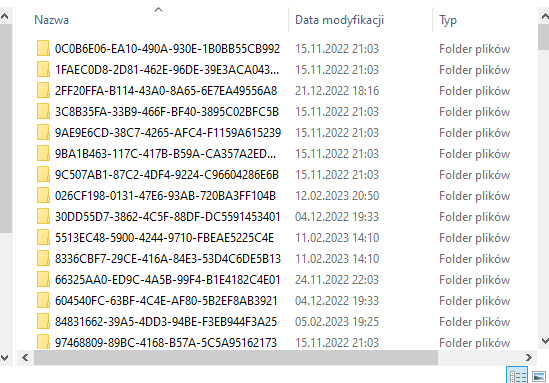 Nazwa Data modyfikacji Typ
0C0B6E06-EA10-490A-930E-1B0BB55CB992 15.11.2022 21:03 Folder plików
1FAEC0D8-2D81-462E-96DE-39E3ACA043... 15.11.2022 21:03 Folder plików
2FF20FFA-B114-43A0-8A65-6E7EA49556A8 21.12.2022 18:16 Folder plików
3C8B35FA-33B9-466F-BF40-3895C02BFC5B 15.11.2022 21:03 Folder plików
9AE9E6CD-38C7-4265-AFC4-F1159A615239 15.11.2022 21:03 Folder plików
9BA1B463-117C-417B-B59A-CA357A2ED... 15.11.2022 21:03 Folder plików
9C507AB1-87C2-4DF4-9224-C96604286E6B 15.11.2022 21:03 Folder plików
026CF198-0131-47E6-93AB-720BA3FF104B 12.02.2023 20:50 Folder plików
30DD55D7-3862-4C5F-88DF-DC5591453401 04.12.2022 19:33 Folder plików
5513EC48-5900-4244-9710-FBEAE5225C4E 11.02.2023 14:10 Folder plików
8336CBF7-29CE-416A-84E3-53D4C6DE5B13 11.02.2023 14:10 Folder plików
66325AA0-ED9C-4A5B-99F4-B1E4182C4E01 24.11.2022 22:03 Folder plików
604540FC-63BF-4C4E-AF80-5B2EF8AB3921 04.12.2022 19:33 Folder plików
84831662-39A5-4DD3-94BE-F3EB944F3A25 05.02.2023 19:25 Folder plików
97468809-89BC-4168-B57A-5C5A95162173 15.11.2022 21:03 Folder plików